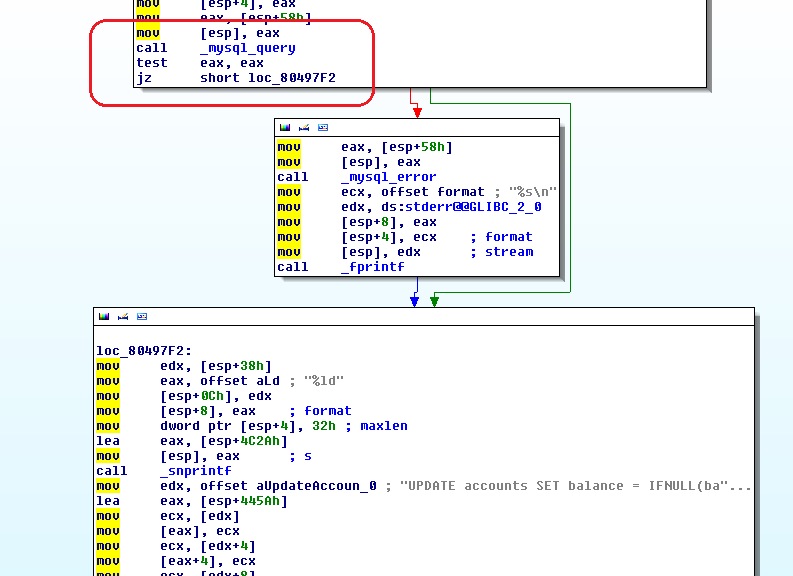 mov [esp+4], eax
mov eax, [esp+58h]
mov [esp], eax
call _mysql_query
test eax, eax
jz short loc_80497F2
mov eax, [esp+58h]
mov [esp], eax
call _mysql_error
mov ecx, offset format ; "%s\n"
mov edx, ds:stderr@@GLIBC_2_0
mov [esp+8], eax
mov [esp+4], ecx ; format
mov [esp], edx ; stream
call _fprintf
loc_80497F2:
mov edx, [esp+38h]
mov eax, offset aLd ; "%ld"
mov [esp+0Ch], edx
mov [esp+8], eax ; format
mov dword ptr [esp+4], 32h ; maxlen
lea eax, [esp+4C2Ah]
mov [esp], eax ; s
call _snprintf
mov edx, offset aUpdateAccoun_0 ; "UPDATE accounts SET balance = IFNULL(ba"...
lea eax, [esp+445Ah]
mov ecx, [edx]
mov [eax], ecx
mov ecx, [edx+4]
mov [eax+4], ecx
mov ecx, [edx+8]